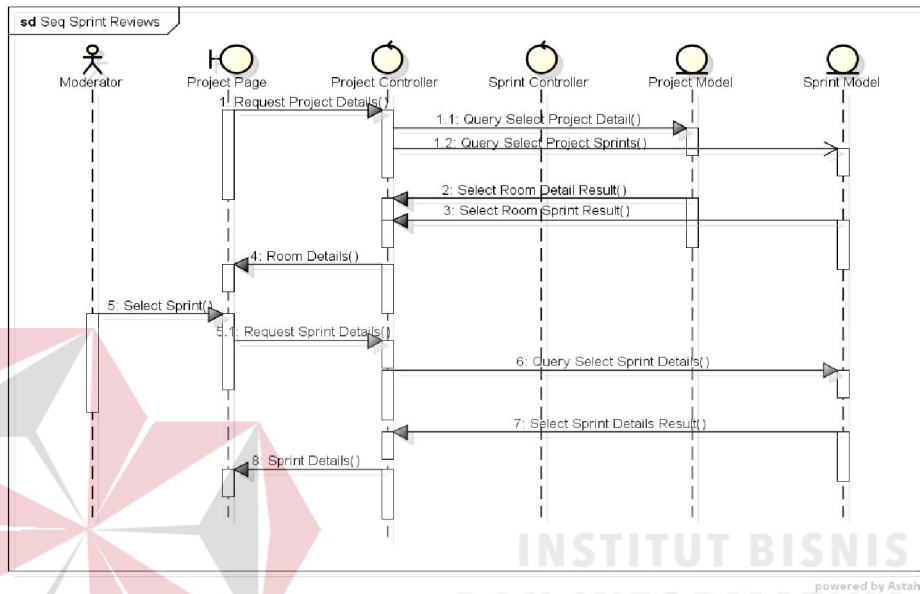 sd Seq Sprint Reviews
Moderator
Project Page
Project Controller
Sprint Controller
Project Model
Sprint Model
1: Request Project Details()
1.1: Query Select Project Detail()
1.2: Query Select Project Sprints()
2: Select Room Detail Result()
3: Select Room Sprint Result()
4: Room Details()
5: Select Sprint()
5.1: Request Sprint Details()
6: Query Select Sprint Details()
7: Select Sprint Details Result()
8: Sprint Details()
INSTITUT BISNIS
powered by Astah